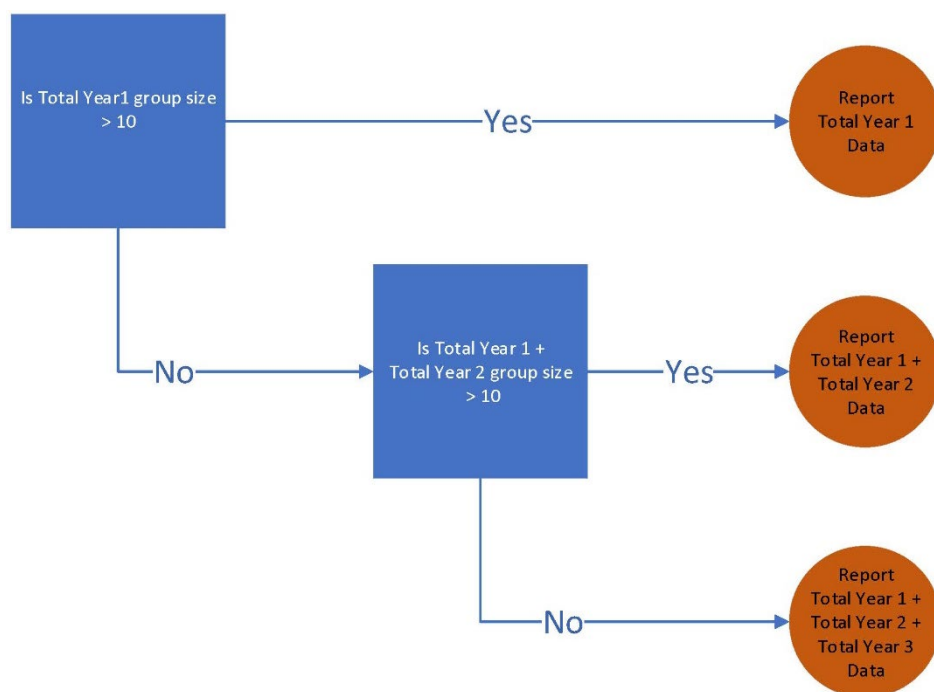 Is Total Year1 group size
> 10
Yes
Report
Total Year 1
Data
No
Is Total Year 1 +
Total Year 2 group size
> 10
Yes
Report
Total Year 1 +
Total Year 2
Data
No
Report
Total Year 1 +
Total Year 2 +
Total Year 3
Data